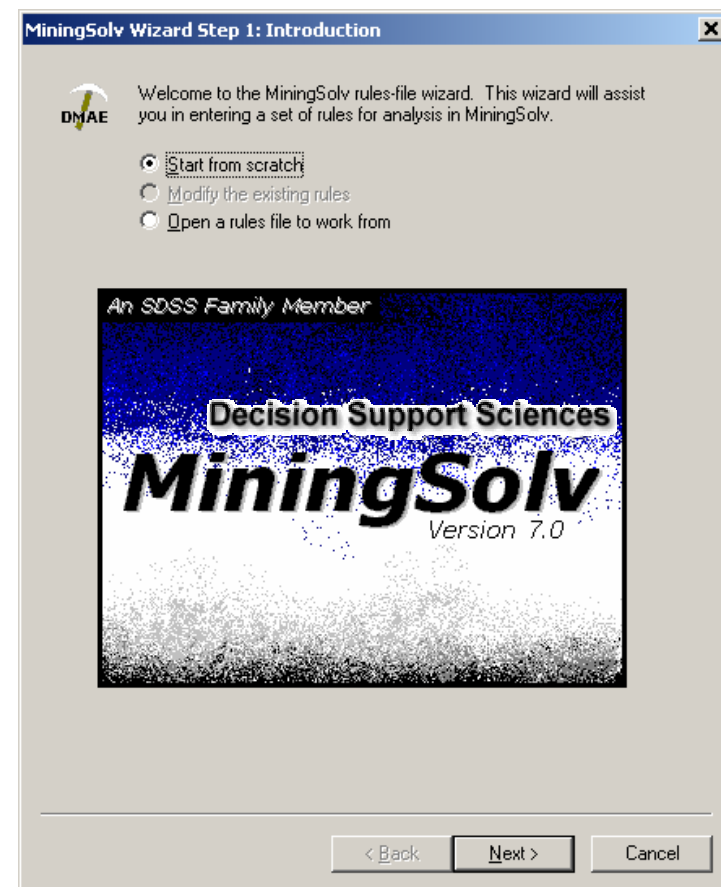 MiningSolv Wizard Step 1: Introduction
DMAE
Welcome to the MiningSolv rules-file wizard. This wizard will assist
you in entering a set of rules for analysis in MiningSolv.
Start from scratch
Modify the existing rules
Open a rules file to work from
An SDSS Family Member
Decision Support Sciences
MiningSolv
Version 7.0
< Back Next > Cancel